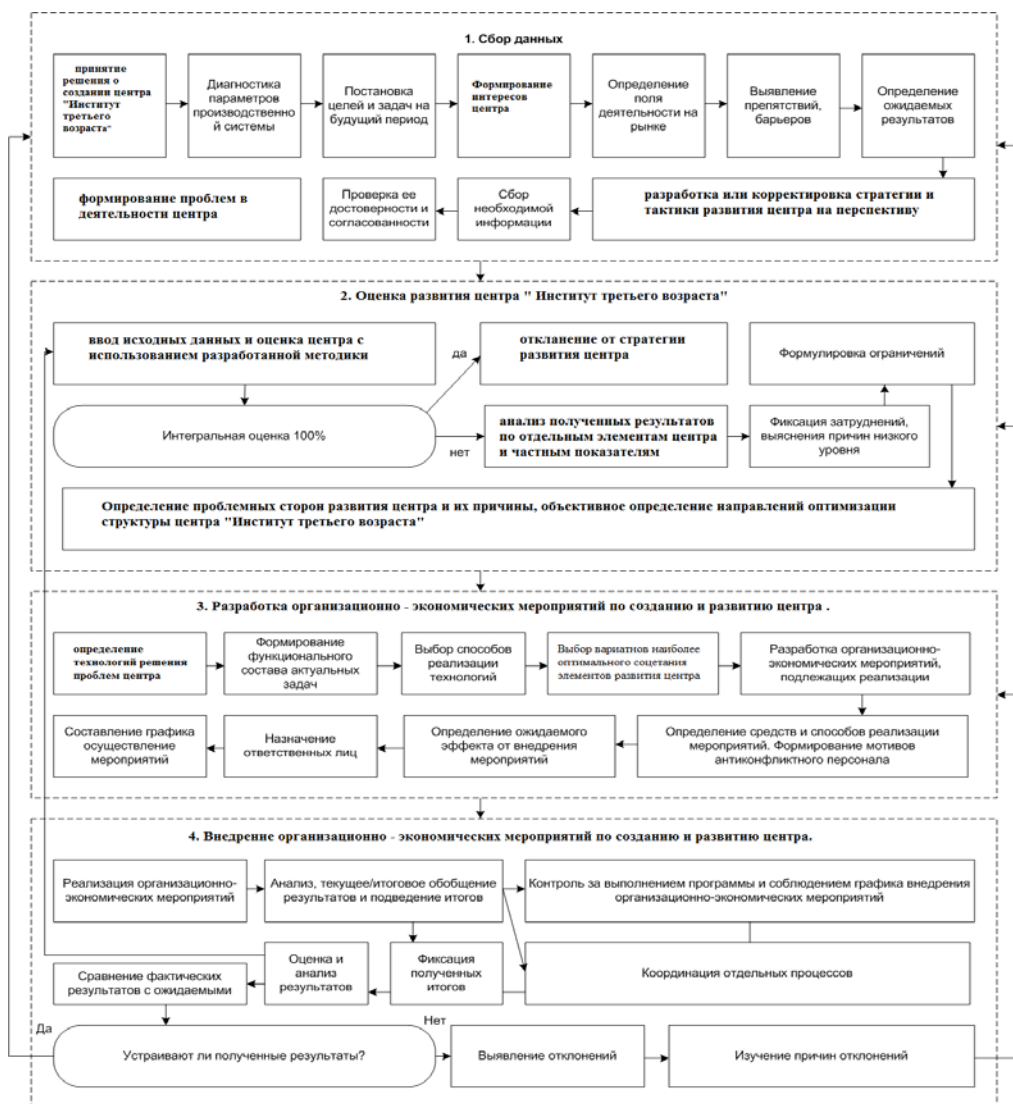 1. Сбор данных
принятие
решения о
создании центра
"Институт
третьего
возраста"
Диагностика
параметров
производственно
й системы
Постановка
целей и задач на
будущий период
Формирование
интересов
центра
Определение
поля
деятельности на
рынке
Выявление
препятствий,
барьеров
Определение
ожидаемых
результатов
формирование проблем в
деятельности центра
Проверка ее
достоверности и
согласованности
Сбор
необходимой
информации
разработка или корректировка стратегии и
тактики развития центра на перспективу
2. Оценка развития центра " Институт третьего возраста"
ввод исходных данных и оценка центра с
использованием разработанной методики
да
откланение от стратегии
развития центра
Формулировка ограничений
Интегральная оценка 100%
нет
анализ полученных результатов
по отдельным элементам центра
и частным показателям
Фиксация затруднений,
выяснения причин низкого
уровня
Определение проблемных сторон развития центра и их причины, объективное определение направлений оптимизации
структуры центра "Институт третьего возраста"
3. Разработка организационно - экономических мероприятий по созданию и развитию центра .
определение
технологий решения
проблем центра
Формирование
функционального
состава актуальных
задач
Выбор способов
реализации
технологий
Выбор вариатнов наиболее
оптимального соцетания
элементов развития центра
Разработка организационно-
экономических мероприятий,
подлежащих реализации
Составление графика
осуществление
мероприятий
Назначение
ответственных лиц
Определение ожидаемого
эффекта от внедрения
мероприятий
Определение средств и способов реализации
мероприятий. Формирование мотивов
антиконфликтного персонала
4. Внедрение организационно - экономических мероприятий по созданию и развитию центра.
Реализация организационно-
экономических мероприятий
Анализ, текущее/итоговое обобщение
результатов и подведение итогов
Контроль за выполнением программы и соблюдением графика внедрения
организационно-экономических мероприятий
Сравнение фактических
результатов с ожидаемыми
Оценка и
анализ
результатов
Фиксация
полученных
итогов
Координация отдельных процессов
Да
Устраивают ли полученные результаты?
Нет
Выявление отклонений
Изучение причин отклонений